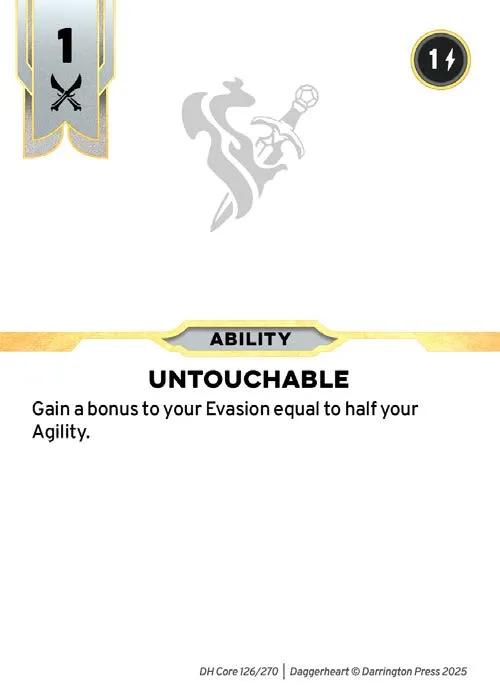 1
1
ABILITY
UNTOUCHABLE
Gain a bonus to your Evasion equal to half your
Agility.
DH Core 126/270 | Daggerheart © Darrington Press 2025